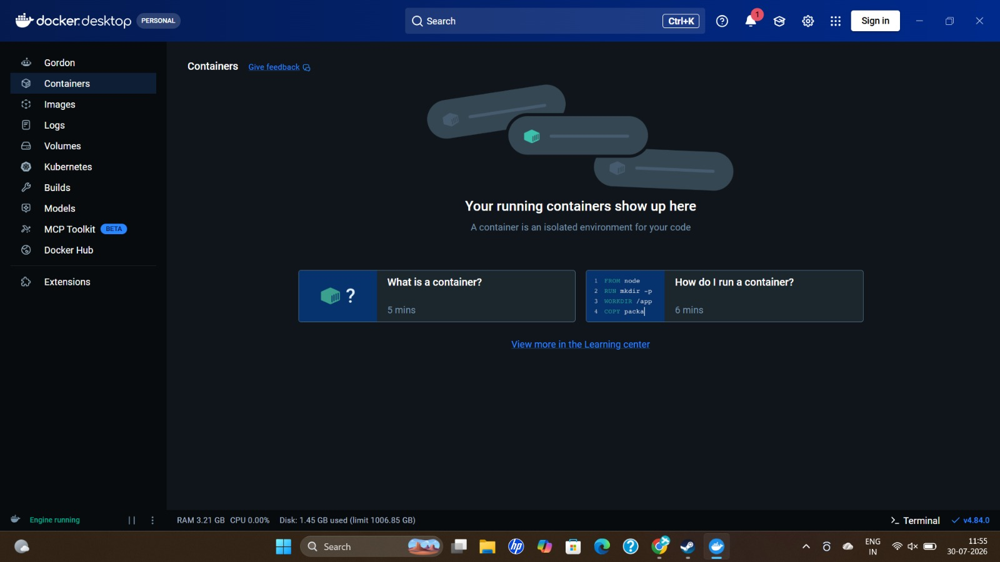 docker.desktop PERSONAL
Search Ctrl+K
1
Sign in
Gordon
Containers
Images
Logs
Volumes
Kubernetes
Builds
Models
MCP Toolkit BETA
Docker Hub
Extensions
Containers Give feedback
Your running containers show up here
A container is an isolated environment for your code
?
What is a container?
5 mins
1 FROM node
2 RUN mkdir -p
3 WORKDIR /app
4 COPY packa
How do I run a container?
6 mins
View more in the Learning center
Engine running
RAM 3.21 GB CPU 0.00% Disk: 1.45 GB used (limit 1006.85 GB)
>_ Terminal v4.84.0
Search
hp
?
ENG
IN
11:55
30-07-2026